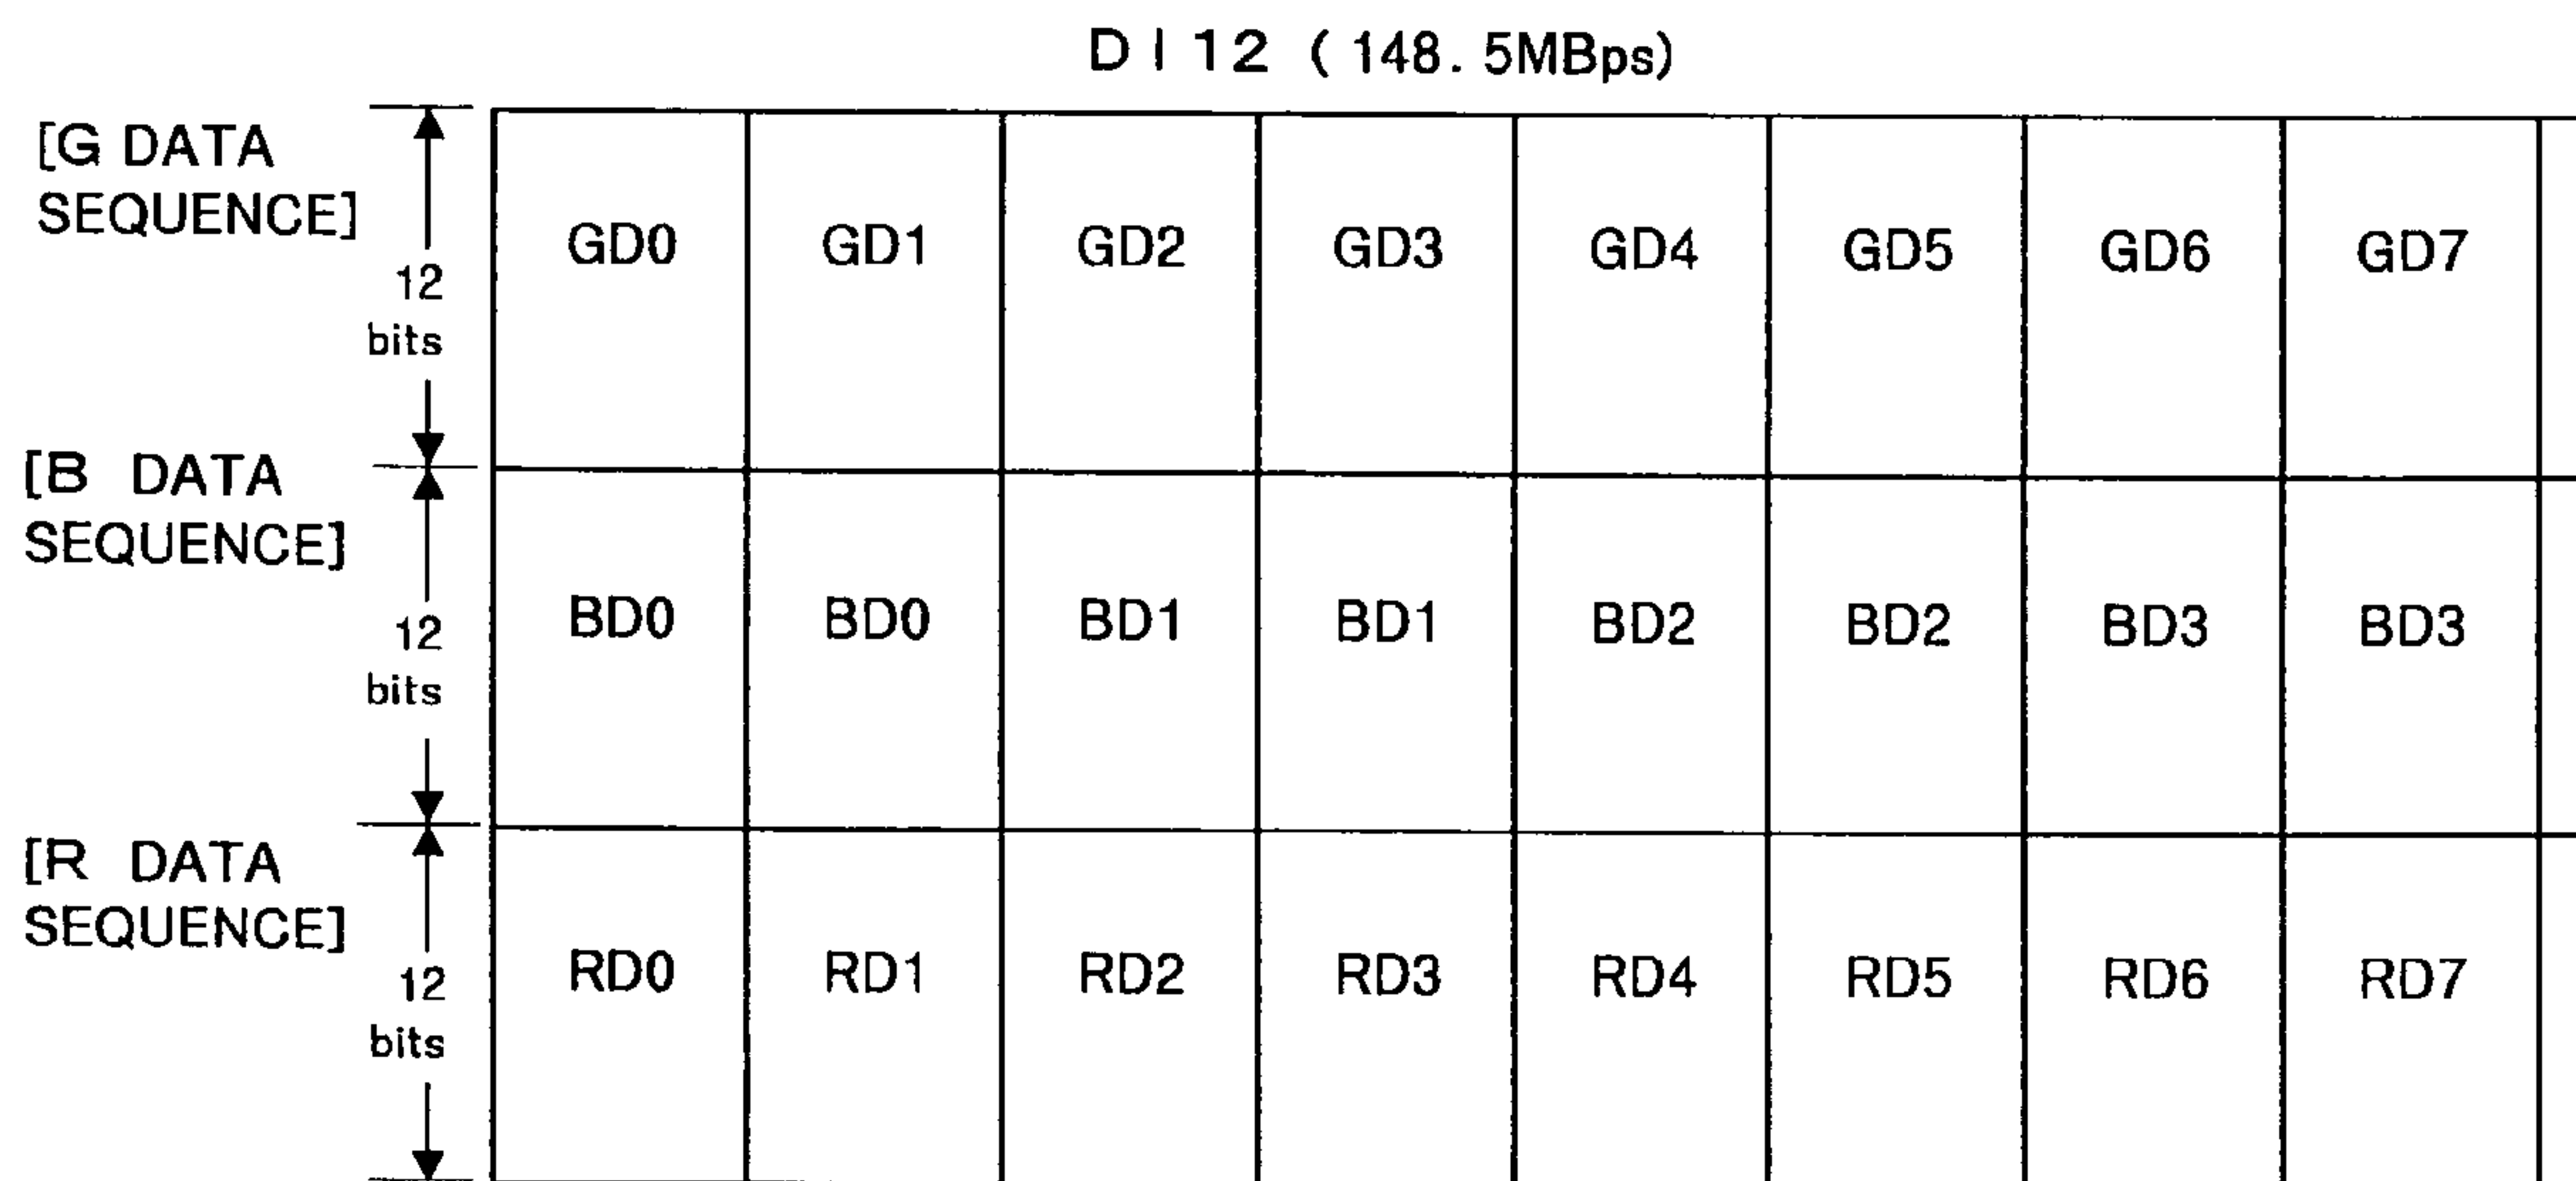 DI12 (148.5MBps)
[G DATA
SEQUENCE]
12
bits
GD0 GD1 GD2 GD3 GD4 GD5 GD6 GD7
[B DATA
SEQUENCE]
12
bits
BD0 BD0 BD1 BD1 BD2 BD2 BD3 BD3
[R DATA
SEQUENCE]
12
bits
RD0 RD1 RD2 RD3 RD4 RD5 RD6 RD7